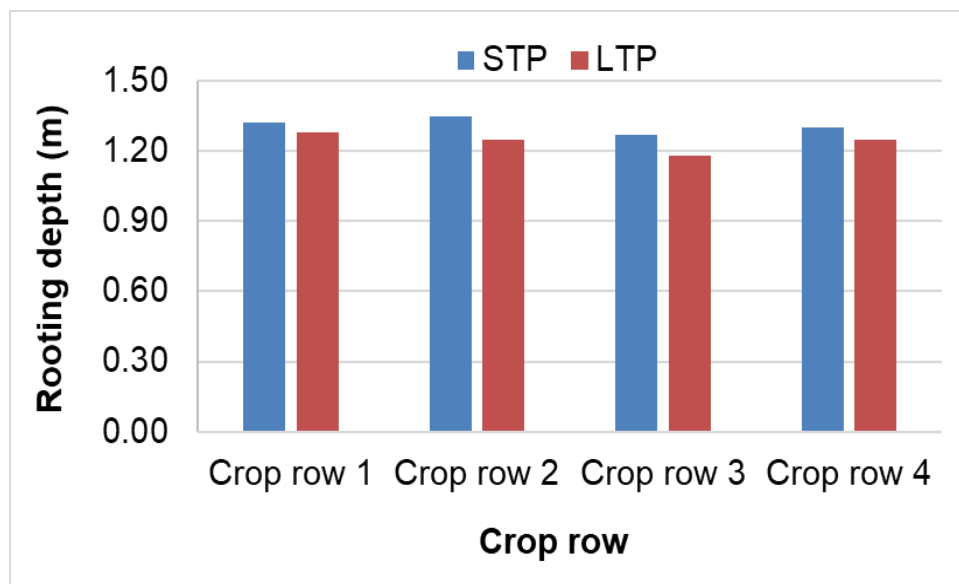 STP LTP
Rooting depth (m)
1.50
1.20
0.90
0.60
0.30
0.00
Crop row 1 Crop row 2 Crop row 3 Crop row 4
Crop row